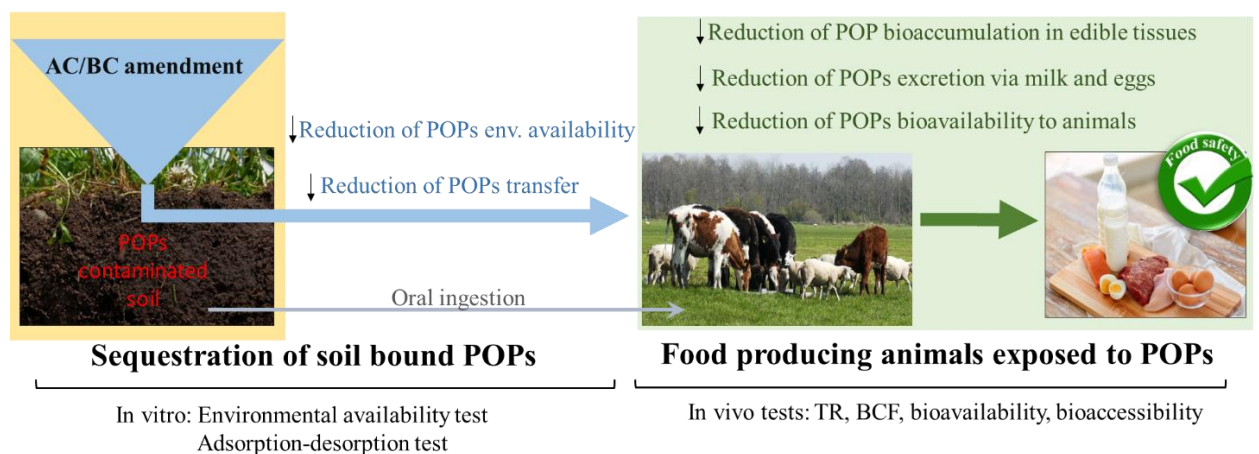 AC/BC amendment
POPs
contaminated
soil
↓Reduction of POPs env. availability
↓Reduction of POPs transfer
Oral ingestion
↓Reduction of POP bioaccumulation in edible tissues
↓Reduction of POPs excretion via milk and eggs
↓Reduction of POPs bioavailability to animals
Food safety
Sequestration of soil bound POPs
In vitro: Environmental availability test
Adsorption-desorption test
Food producing animals exposed to POPs
In vivo tests: TR, BCF, bioavailability, bioaccessibility